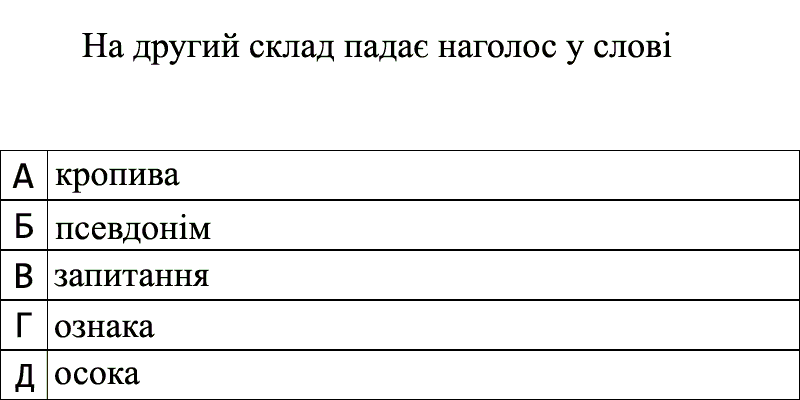 На другий склад падає наголос у слові
А кропива
Б псевдонім
В запитання
Г ознака
Д осока